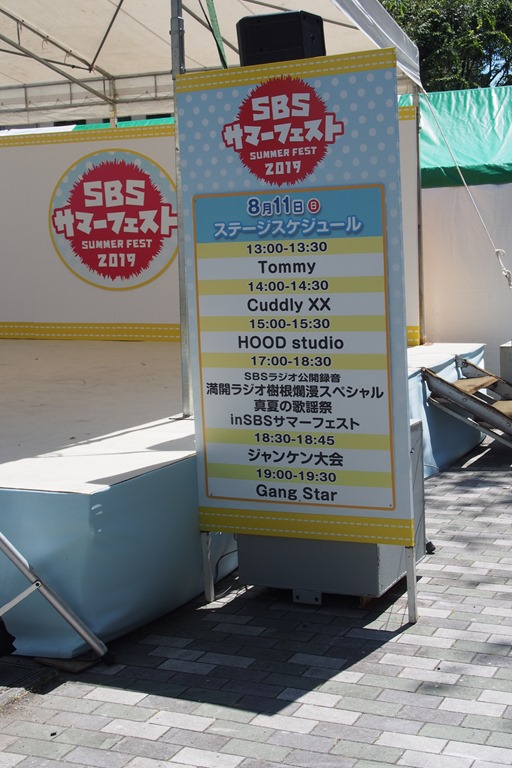 SBS
サマーフェスト
SUMMER FEST
2019
SBS
サマーフェスト
SUMMER FEST
2019
8月11日(日)
ステージスケジュール
13:00-13:30
Tommy
14:00-14:30
Cuddly XX
15:00-15:30
HOOD studio
17:00-18:30
SBSラジオ公開録音
満開ラジオ樹根爛漫スペシャル
真夏の歌謡祭
inSBSサマーフェスト
18:30-18:45
ジャンケン大会
19:00-19:30
Gang Star